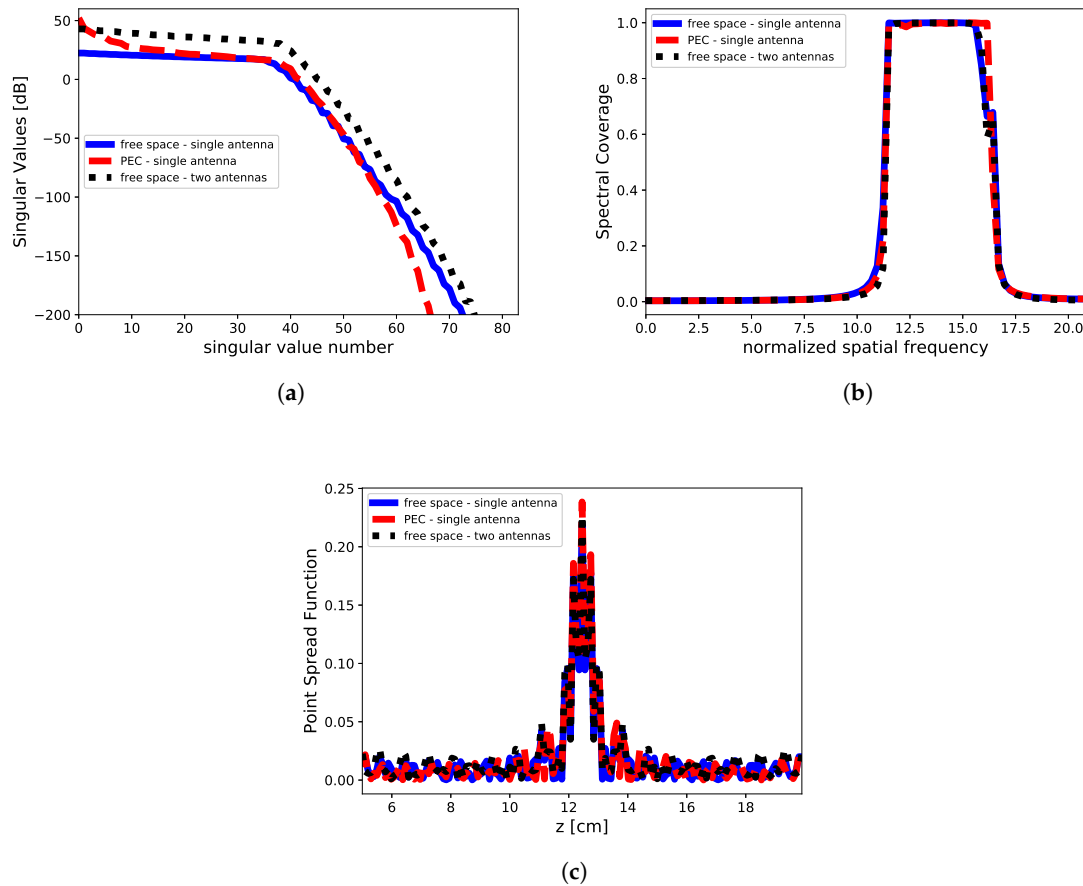 50
0
−50
−100
−150
−200
Singular Values [dB]
free space - single antenna
PEC - single antenna
free space - two antennas
0 10 20 30 40 50 60 70 80
singular value number
(a)
1.0
0.8
0.6
0.4
0.2
0.0
Spectral Coverage
free space - single antenna
PEC - single antenna
free space - two antennas
0.0 2.5 5.0 7.5 10.0 12.5 15.0 17.5 20.0
normalized spatial frequency
(b)
0.25
0.20
0.15
0.10
0.05
0.00
Point Spread Function
free space - single antenna
PEC - single antenna
free space - two antennas
6 8 10 12 14 16 18
z [cm]
(c)